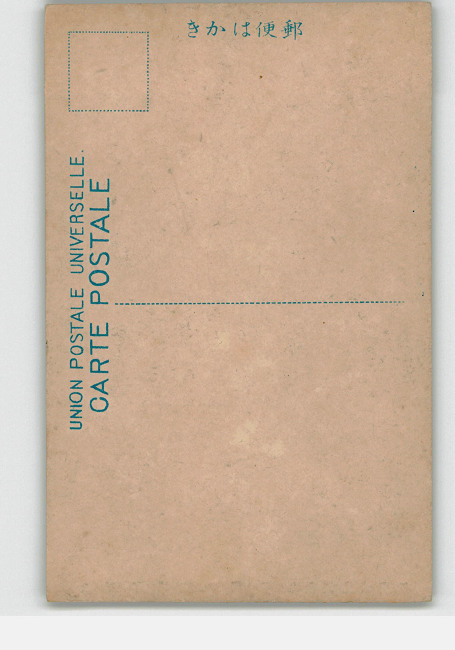 郵便はかき
UNION POSTALE UNIVERSELLE.
CARTE POSTALE